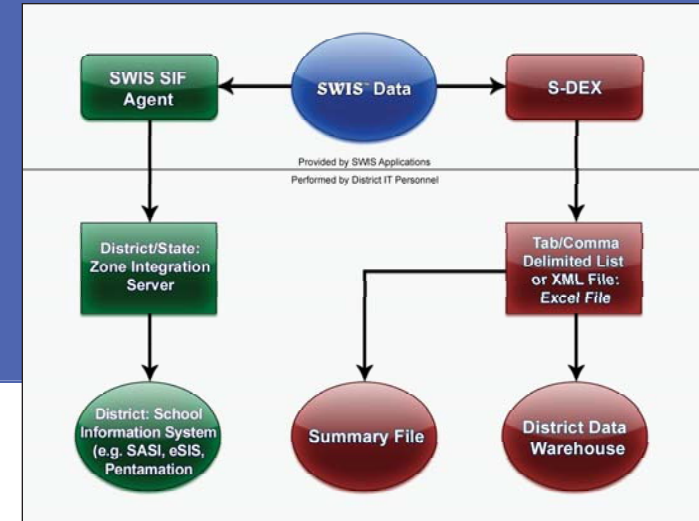 SWIS SIF
Agent
SWIS™ Data
S-DEX
Provided by SWIS Applications
Performed by District IT Personnel
District/State:
Zone Integration
Server
Tab/Comma
Delimited List
or XML File:
Excel File
District: School
Information System
(e.g. SASI, eSIS,
Pentamation
Summary File
District Data
Warehouse